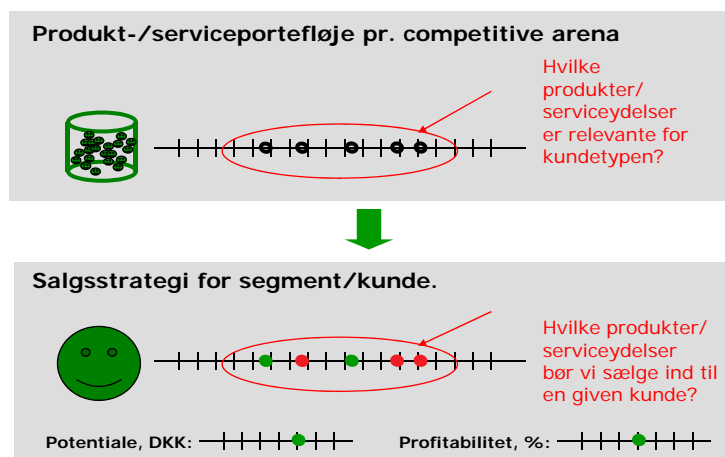 Produkt-/serviceportefløje pr. competitive arena
Hvilke
produkter/
serviceydelser
er relevante for
kundetypen?
Salgsstrategi for segment/kunde.
Hvilke produkter/
serviceydelser
bør vi sælge ind til
en given kunde?
Potentiale, DKK:
Profitabilitet, %: